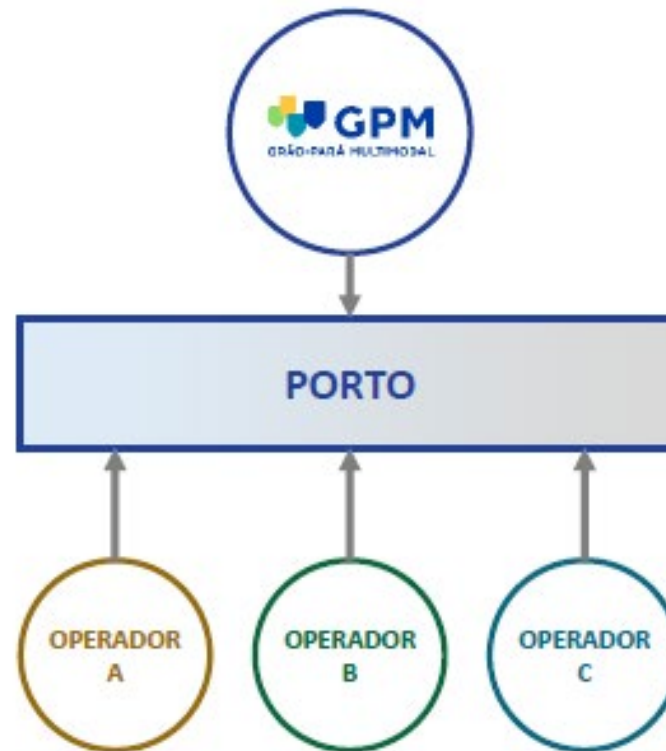 GPM
GRÃO-PARÁ MULTIMODAL
PORTO
OPERADOR
A
OPERADOR
B
OPERADOR
C